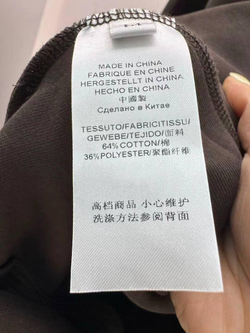 MADE IN CHINA
FABRIQUE EN CHINE
HERGESTELLT IN CHINA
HECHO EN CHINA
中國製
Сделано в Китае
TESSUTO/FABRIC/TISSU/
GEWEBE/TEJIDO/面料
64%COTTON/棉
36%POLYESTER/聚酯纤维
高档商品 小心维护
洗涤方法参阅背面